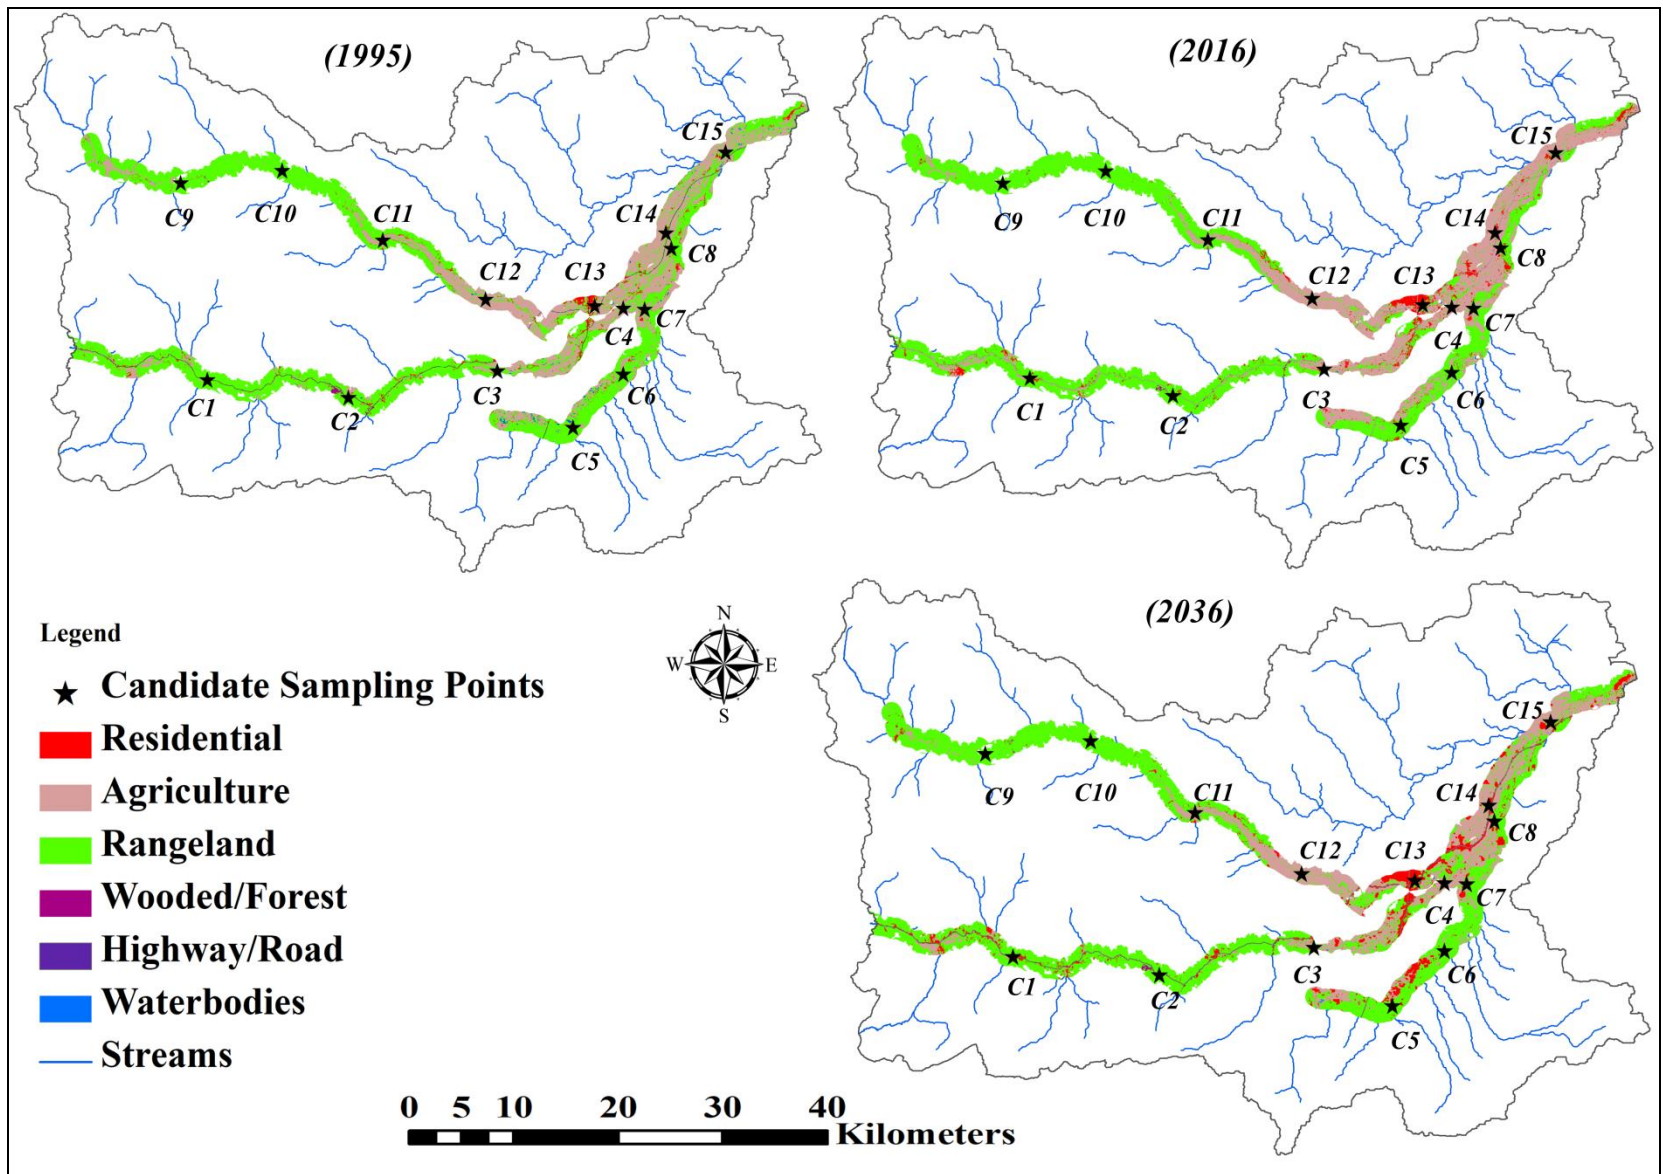 (1995)
C15
C14
C8
C9
C10
C11
C12
C13
C7
C4
C3
C6
C1
C2
C5
(2016)
C15
C14
C8
C9
C10
C11
C12
C13
C7
C4
C3
C6
C1
C2
C5
Legend
Candidate Sampling Points
Residential
Agriculture
Rangeland
Wooded/Forest
Highway/Road
Waterbodies
Streams
N
W E
S
0 5 10 20 30 40
Kilometers
(2036)
C15
C14
C8
C9
C10
C11
C12
C13
C7
C4
C3
C6
C1
C2
C5